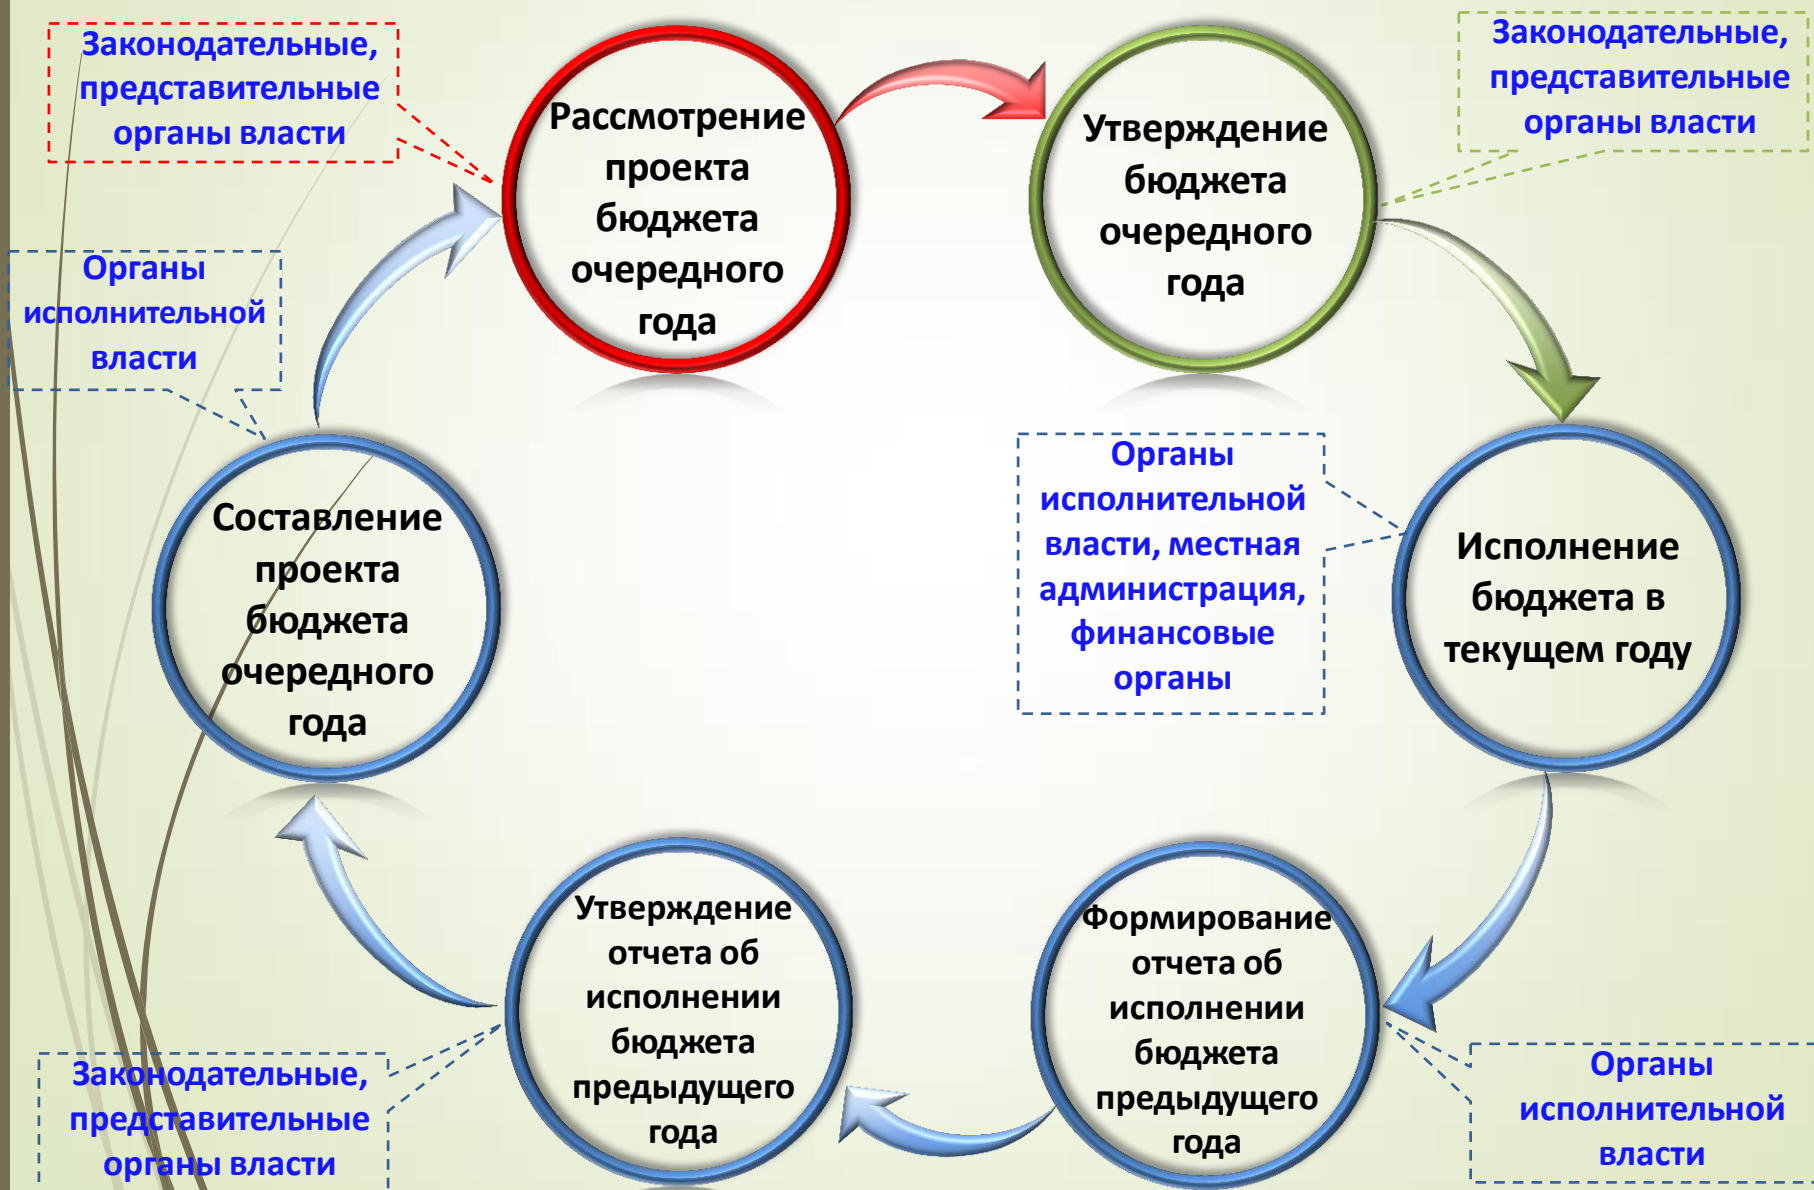 Законодательные,
представительные
органы власти
Рассмотрение
проекта
бюджета
очередного
года
Утверждение
бюджета
очередного
года
Законодательные,
представительные
органы власти
Органы
исполнительной
власти
Составление
проекта
бюджета
очередного
года
Органы
исполнительной
власти, местная
администрация,
финансовые
органы
Исполнение
бюджета в
текущем году
Утверждение
отчета об
исполнении
бюджета
предыдущего
года
Формирование
отчета об
исполнении
бюджета
предыдущего
года
Законодательные,
представительные
органы власти
Органы
исполнительной
власти